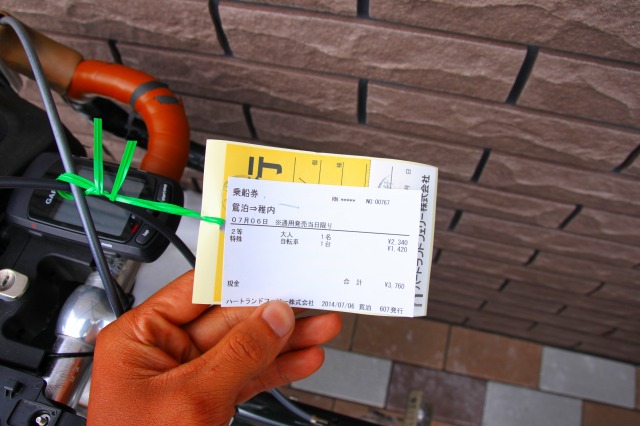 乗船券
NO 00767
鴛泊⇒稚内
07月06日 ※通用発売当日限り
2等 大人 1名 ¥2,340
特殊 自転車 1台 ¥1,420
現金 合計 ¥3,760
ハートランドフェリー株式会社 2014/07/06 鴛泊 607発行
ハートランドフェリー株式会社
行
GAR